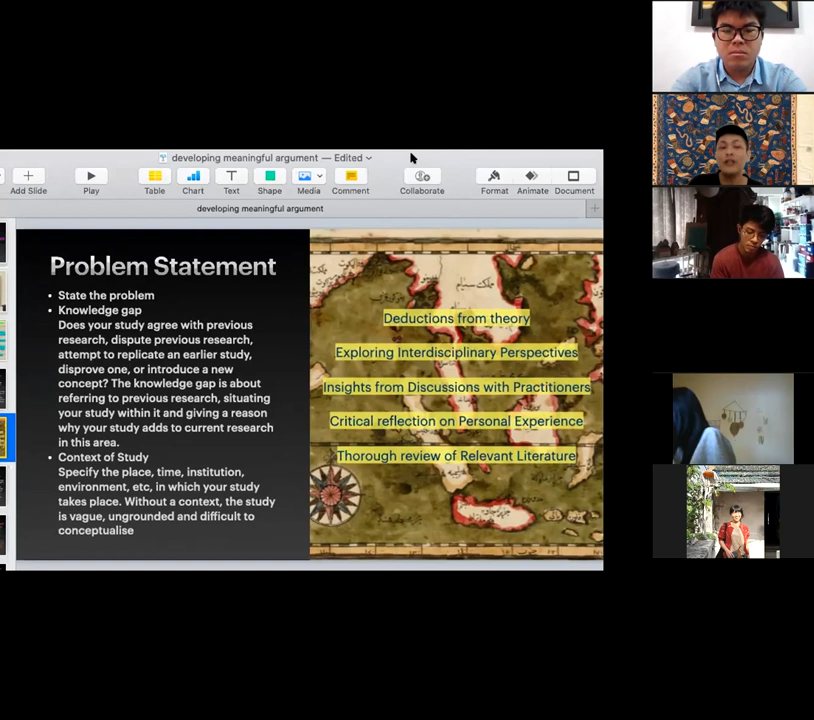 developing meaningful argument — Edited
Add Slide
Play
Table
Chart
Text
Shape
Media
Comment
Collaborate
Format
Animate
Document
developing meaningful argument
Problem Statement
• State the problem
• Knowledge gap
Does your study agree with previous
research, dispute previous research,
attempt to replicate an earlier study,
disprove one, or introduce a new
concept? The knowledge gap is about
referring to previous research, situating
your study within it and giving a reason
why your study adds to current research
in this area.
• Context of Study
Specify the place, time, institution,
environment, etc, in which your study
takes place. Without a context, the study
is vague, ungrounded and difficult to
conceptualise
Deductions from theory
Exploring Interdisciplinary Perspectives
Insights from Discussions with Practitioners
Critical reflection on Personal Experience
Thorough review of Relevant Literature